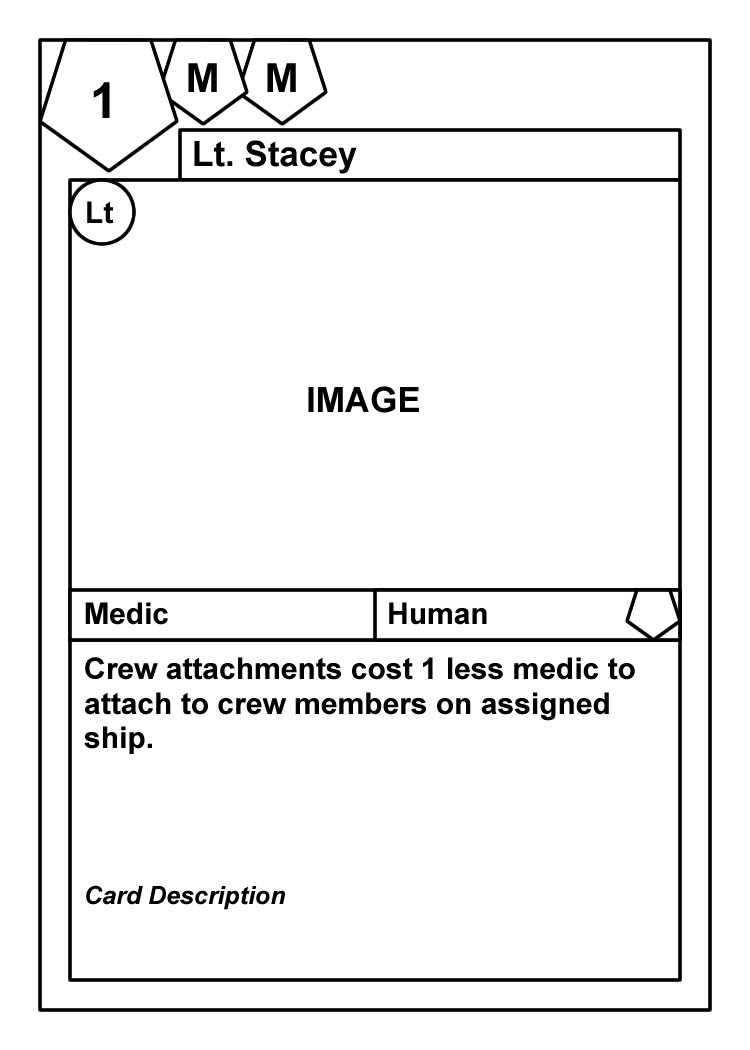 1
M M
Lt. Stacey
Lt
IMAGE
Medic
Human
Crew attachments cost 1 less medic to
attach to crew members on assigned
ship.
Card Description